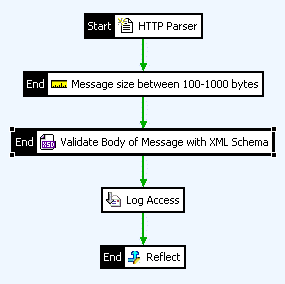 Start HTTP Parser
End Message size between 100-1000 bytes
End XSD Validate Body of Message with XML Schema
Log Access
End Reflect